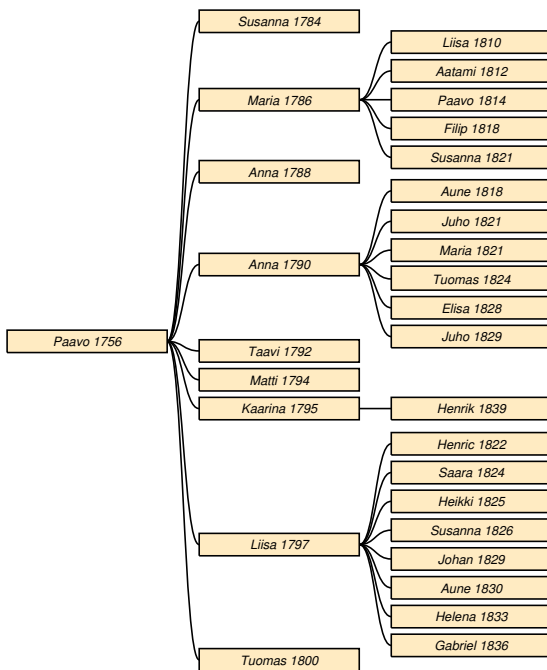 Paavo 1756
Susanna 1784
Maria 1786
Liisa 1810
Aatami 1812
Paavo 1814
Filip 1818
Susanna 1821
Anna 1788
Anna 1790
Aune 1818
Juho 1821
Maria 1821
Tuomas 1824
Elisa 1828
Juho 1829
Taavi 1792
Matti 1794
Kaarina 1795
Henrik 1839
Liisa 1797
Henric 1822
Saara 1824
Heikki 1825
Susanna 1826
Johan 1829
Aune 1830
Helena 1833
Gabriel 1836
Tuomas 1800